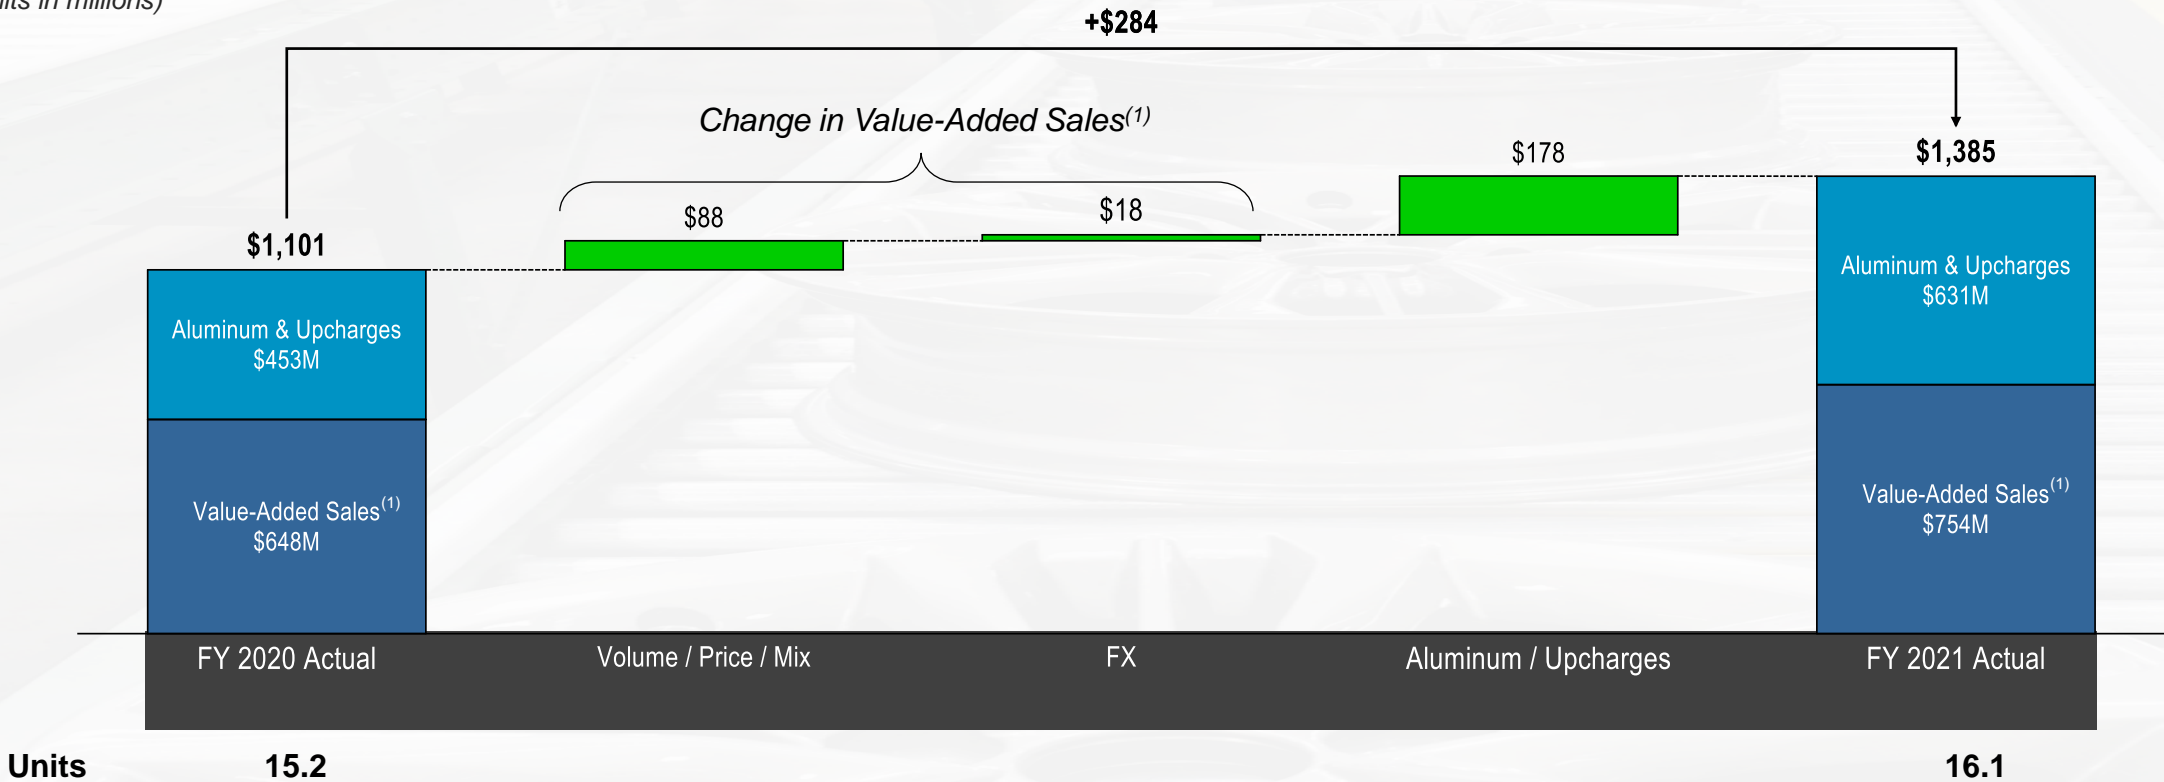 in millions)
+$284
Change in Value-Added Sales(1)
$178
$1,385
$88
$18
$1,101
Aluminum & Upcharges
$631M
Aluminum & Upcharges
$453M
Value-Added Sales(1)
$754M
Value-Added Sales(1)
$648M
FY 2020 Actual
Volume / Price / Mix
FX
Aluminum / Upcharges
FY 2021 Actual
Units 15.2 16.1